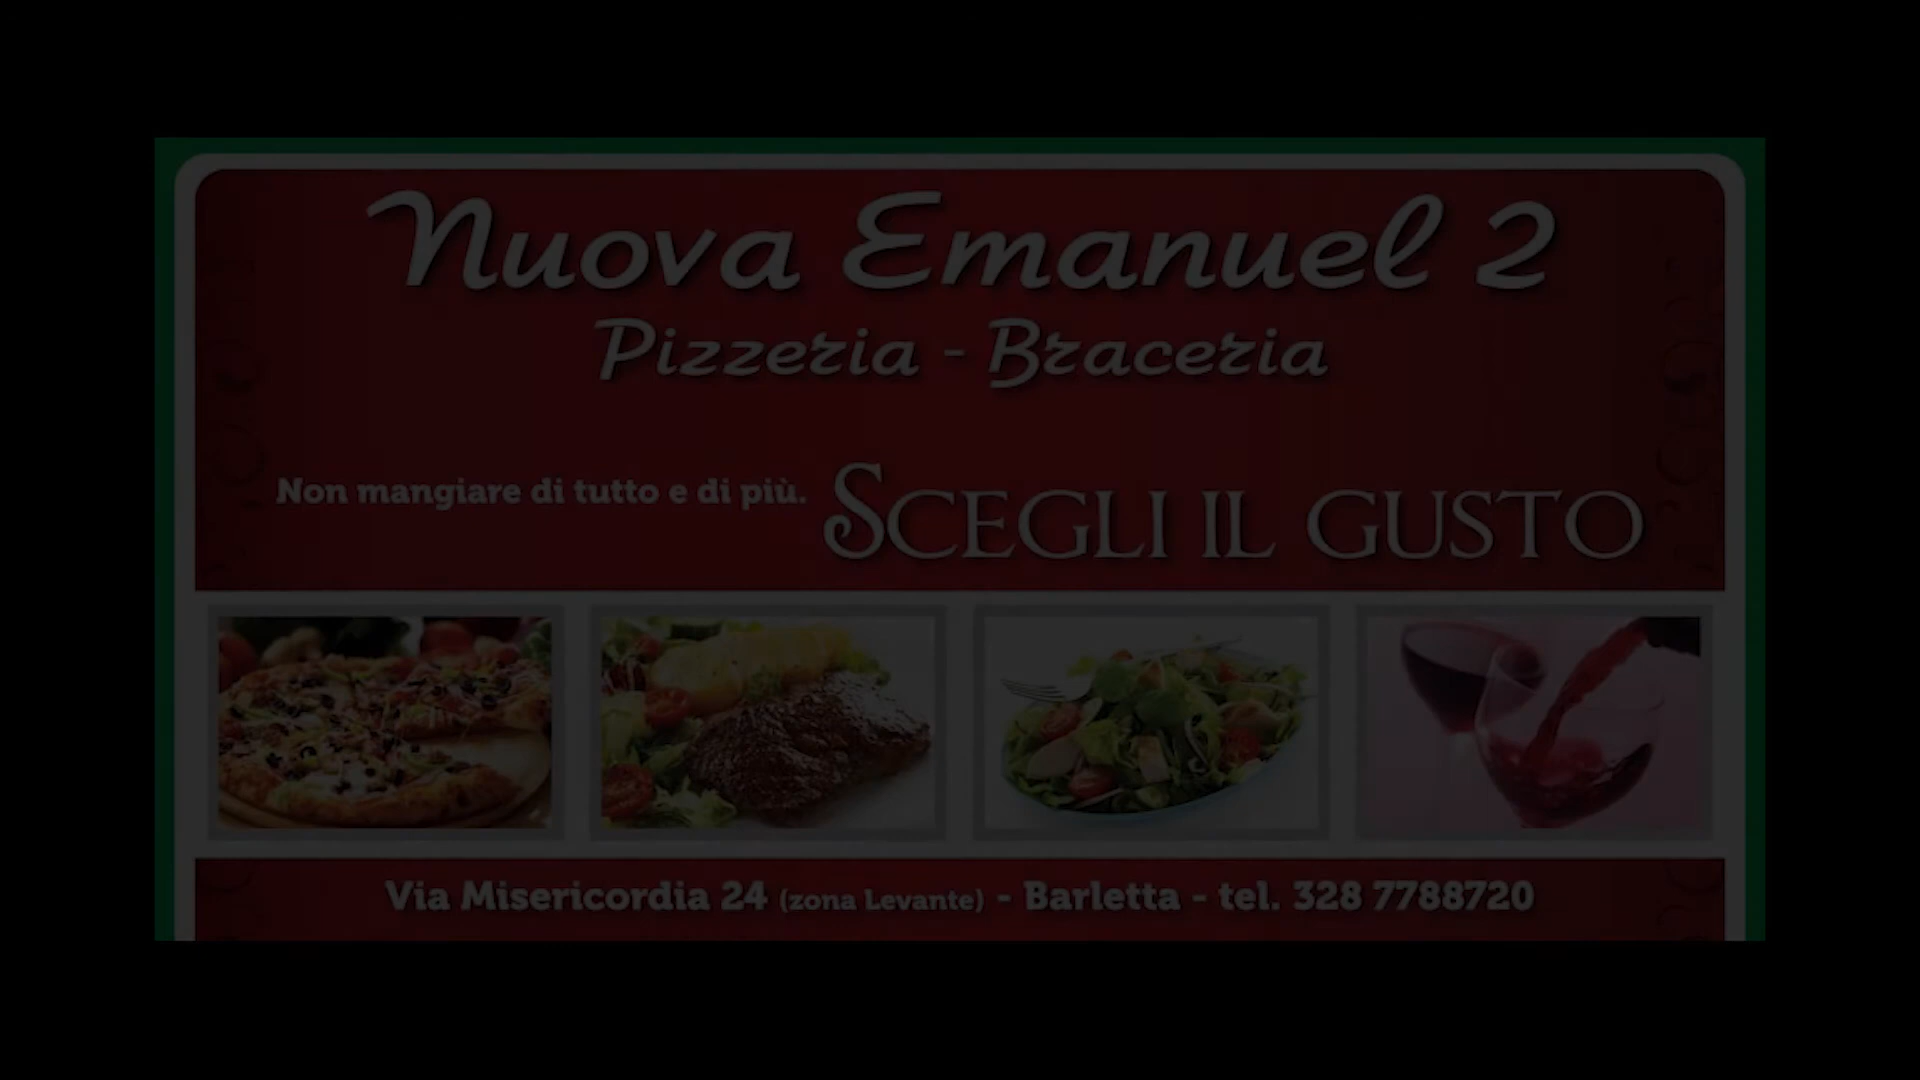 Nuova Emanuel 2
Pizzeria - Braceria
Non mangiare di tutto e di più. Scegli il gusto
Via Misericordia 24 (zona Levante) - Barletta - tel. 328 7788720